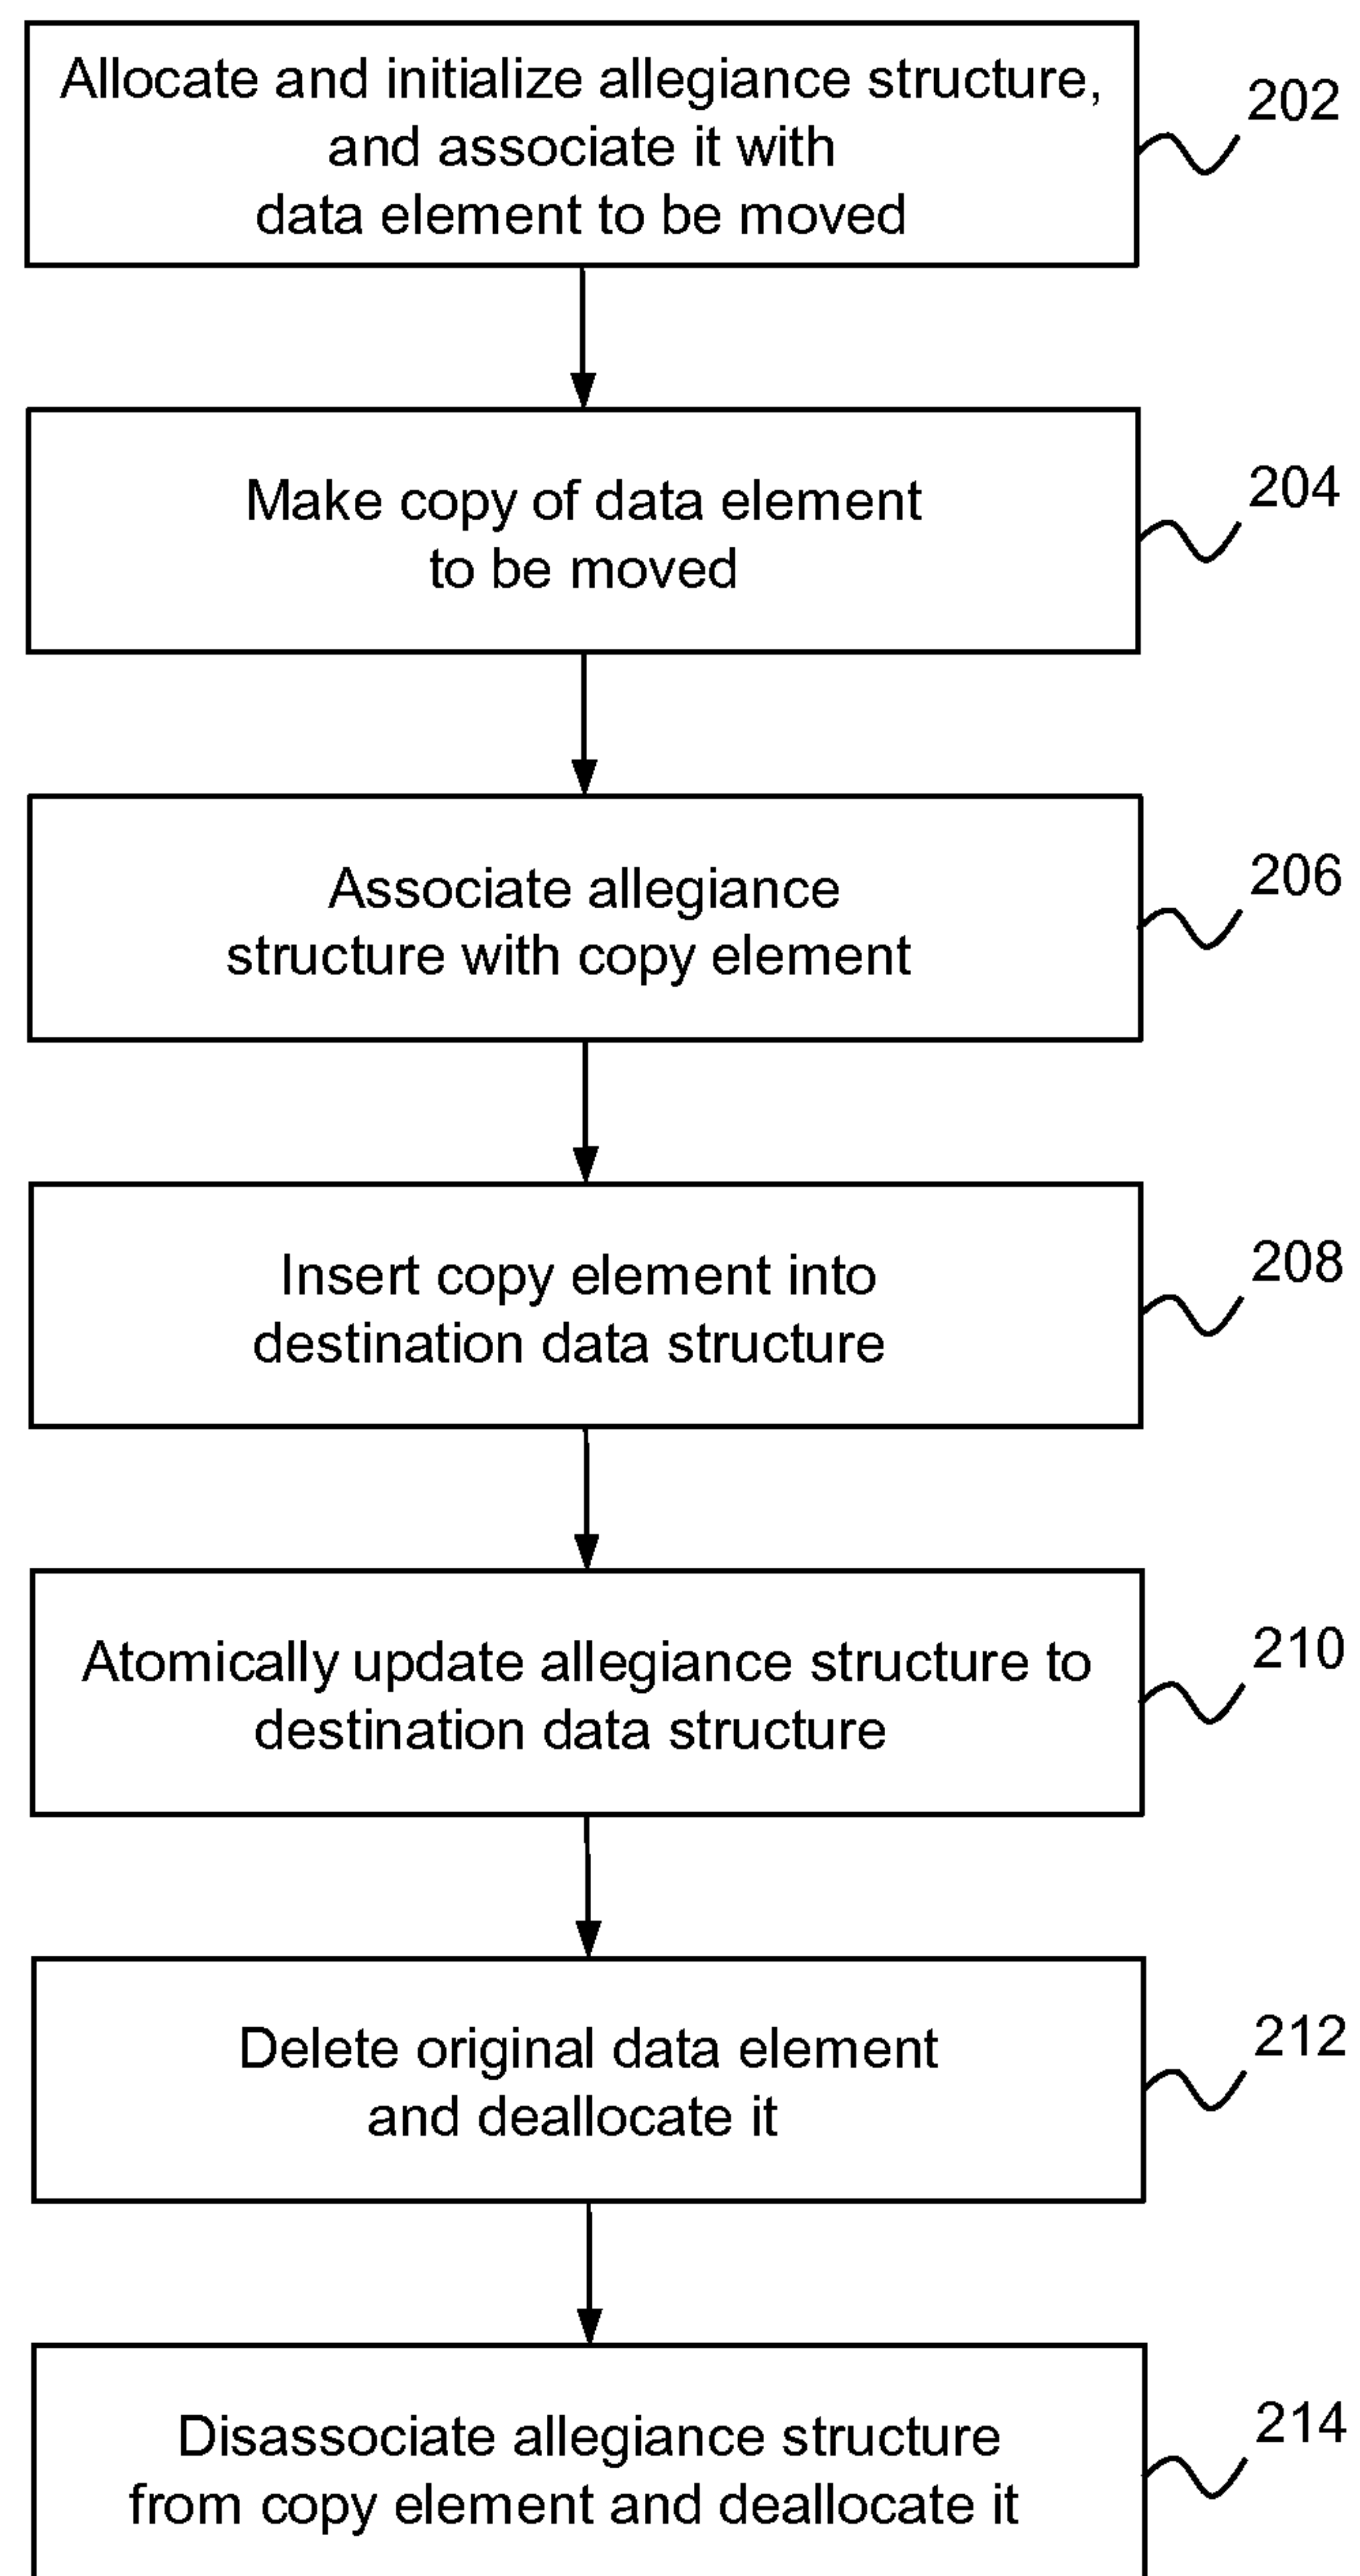 Allocate and initialize allegiance structure,
and associate it with
data element to be moved
202
Make copy of data element
to be moved
204
Associate allegiance
structure with copy element
206
Insert copy element into
destination data structure
208
Atomically update allegiance structure to
destination data structure
210
Delete original data element
and deallocate it
212
Disassociate allegiance structure
from copy element and deallocate it
214